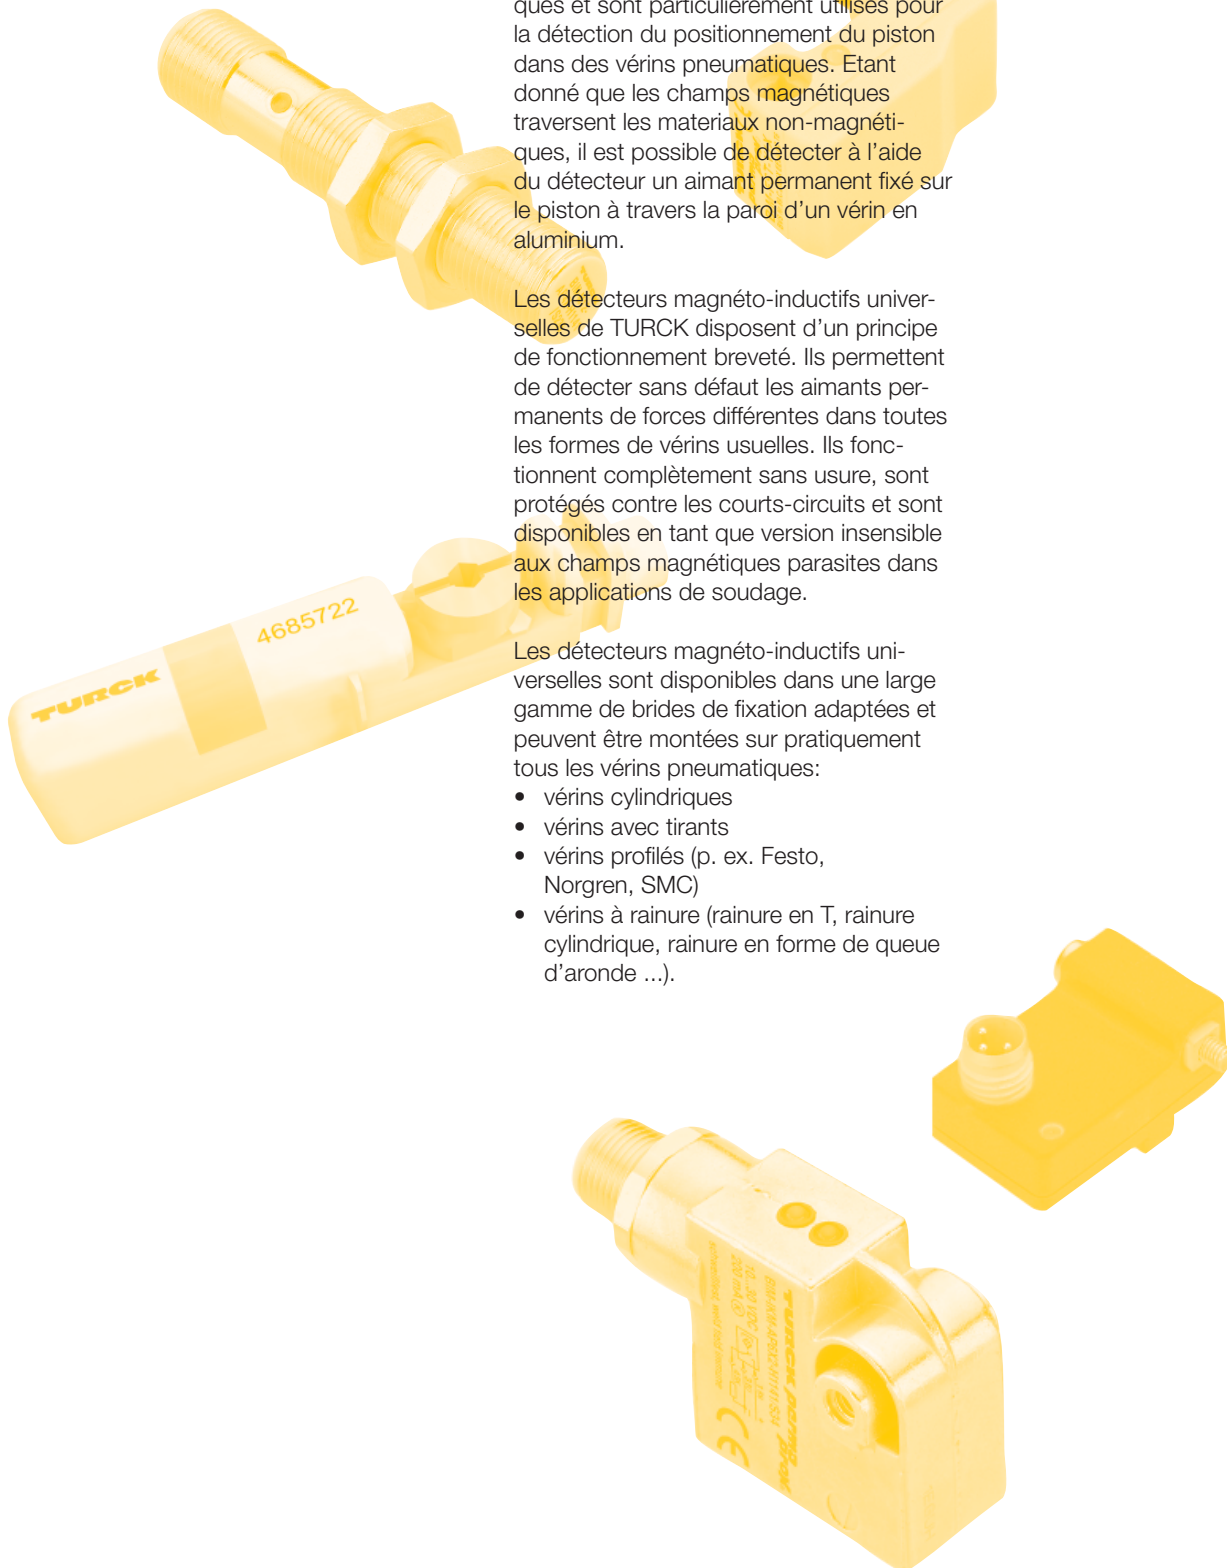 ques et sont particulièrement utilisés pour
la détection du positionnement du piston
dans des vérins pneumatiques. Etant
donné que les champs magnétiques
traversent les materiaux non-magnéti-
ques, il est possible de détecter à l’aide
du détecteur un aimant permanent fixé sur
le piston à travers la paroi d’un vérin en
aluminium.
Les détecteurs magnéto-inductifs univer-
selles de TURCK disposent d’un principe
de fonctionnement breveté. Ils permettent
de détecter sans défaut les aimants per-
manents de forces différentes dans toutes
les formes de vérins usuelles. Ils fonc-
tionnent complètement sans usure, sont
protégés contre les courts-circuits et sont
disponibles en tant que version insensible
aux champs magnétiques parasites dans
les applications de soudage.
Les détecteurs magnéto-inductifs uni-
verselles sont disponibles dans une large
gamme de brides de fixation adaptées et
peuvent être montées sur pratiquement
tous les vérins pneumatiques:
• vérins cylindriques
• vérins avec tirants
• vérins profilés (p. ex. Festo,
Norgren, SMC)
• vérins à rainure (rainure en T, rainure
cylindrique, rainure en forme de queue
d’aronde ...).
TURCK
4685722
TURCK permaprox
10...30 VDC
200 mA
CE